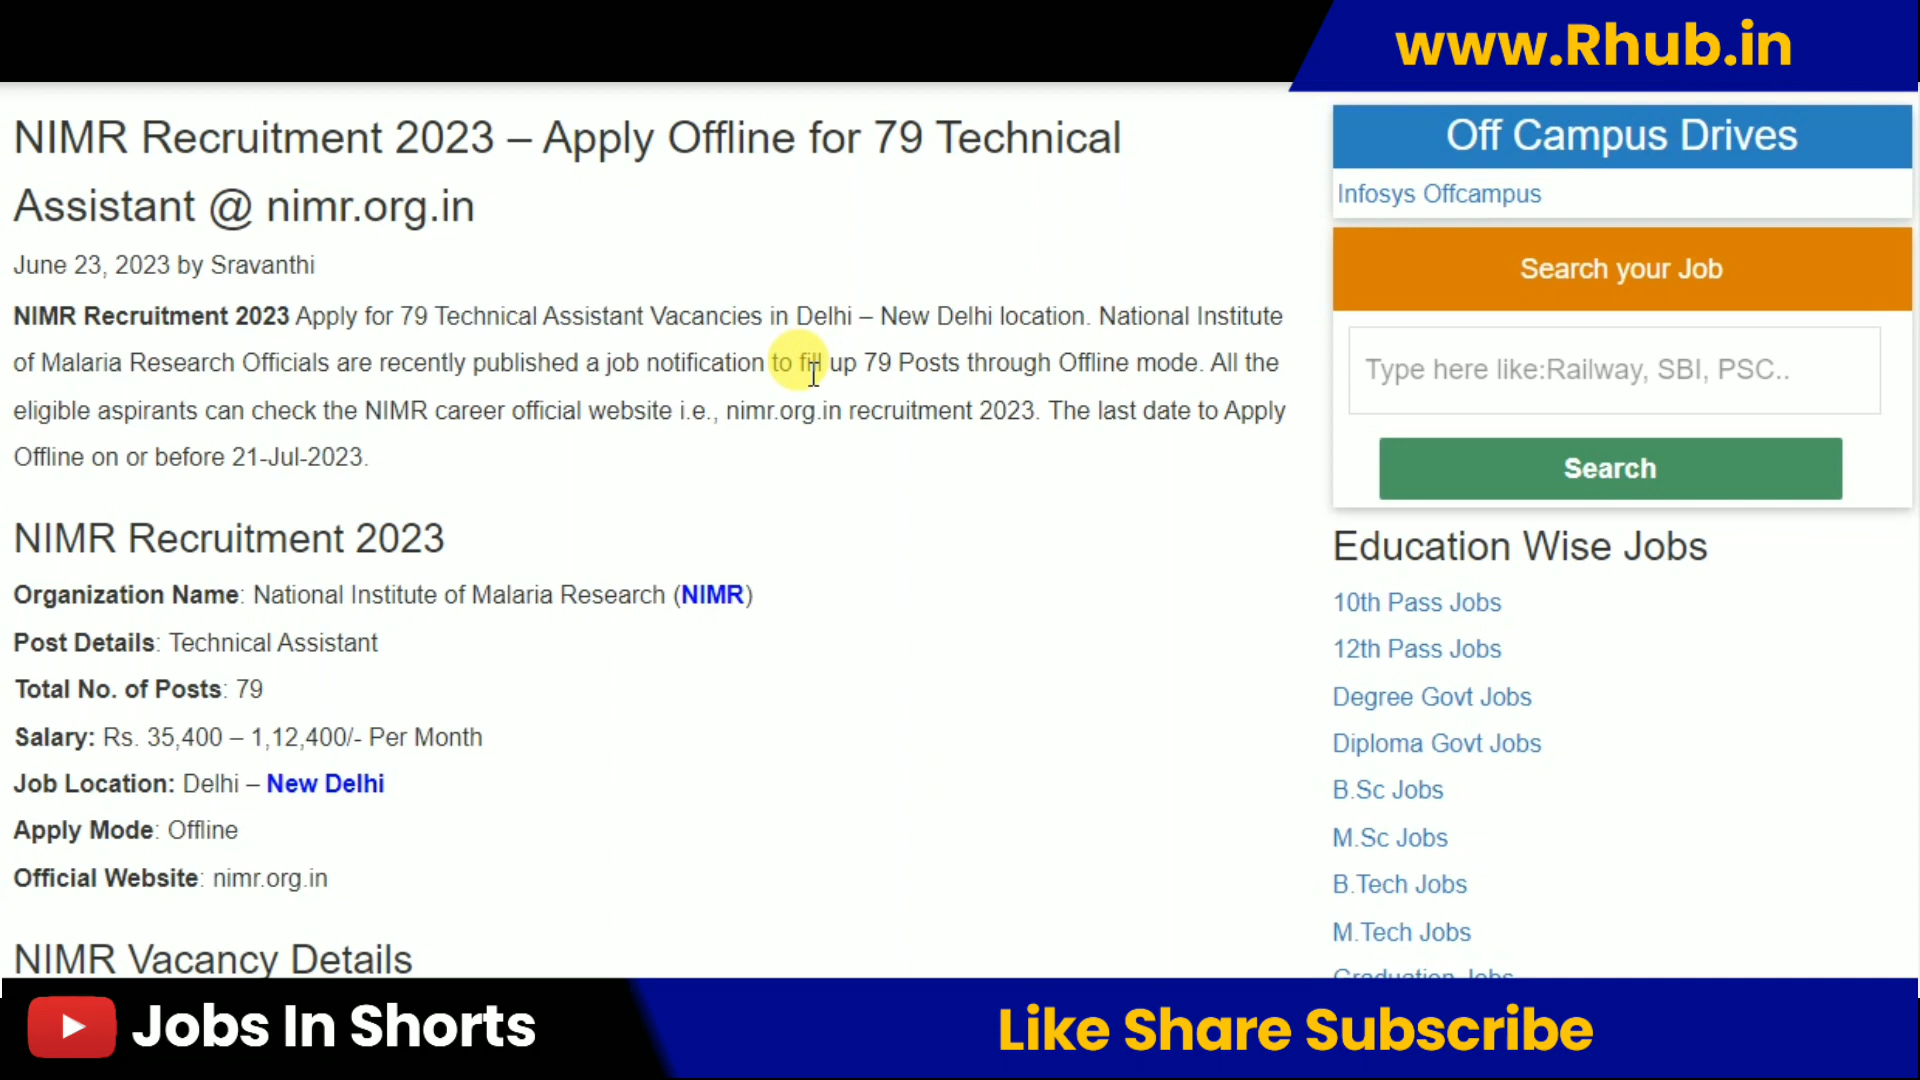 www.Rhub.in
NIMR Recruitment 2023 – Apply Offline for 79 Technical
Assistant @ nimr.org.in
June 23, 2023 by Sravanthi
NIMR Recruitment 2023 Apply for 79 Technical Assistant Vacancies in Delhi – New Delhi location. National Institute
of Malaria Research Officials are recently published a job notification to fill up 79 Posts through Offline mode. All the
eligible aspirants can check the NIMR career official website i.e., nimr.org.in recruitment 2023. The last date to Apply
Offline on or before 21-Jul-2023.
NIMR Recruitment 2023
Organization Name: National Institute of Malaria Research (NIMR)
Post Details: Technical Assistant
Total No. of Posts: 79
Salary: Rs. 35,400 – 1,12,400/- Per Month
Job Location: Delhi – New Delhi
Apply Mode: Offline
Official Website: nimr.org.in
NIMR Vacancy Details
Off Campus Drives
Infosys Offcampus
Search your Job
Type here like:Railway, SBI, PSC..
Search
Education Wise Jobs
10th Pass Jobs
12th Pass Jobs
Degree Govt Jobs
Diploma Govt Jobs
B.Sc Jobs
M.Sc Jobs
B.Tech Jobs
M.Tech Jobs
Graduation Jobs
Jobs In Shorts
Like Share Subscribe